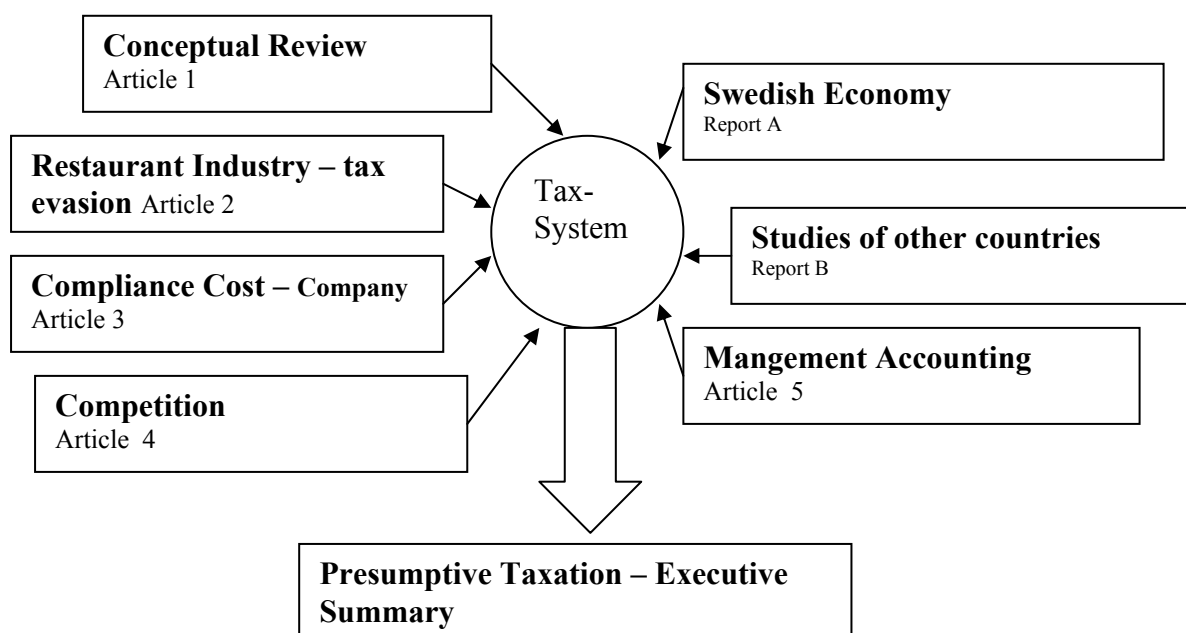 Conceptual Review
Article 1
Restaurant Industry – tax
evasion Article 2
Compliance Cost – Company
Article 3
Competition
Article  4
Tax-
System
Swedish Economy
Report A
Studies of other countries
Report B
Mangement Accounting
Article  5
Presumptive Taxation – Executive
Summary